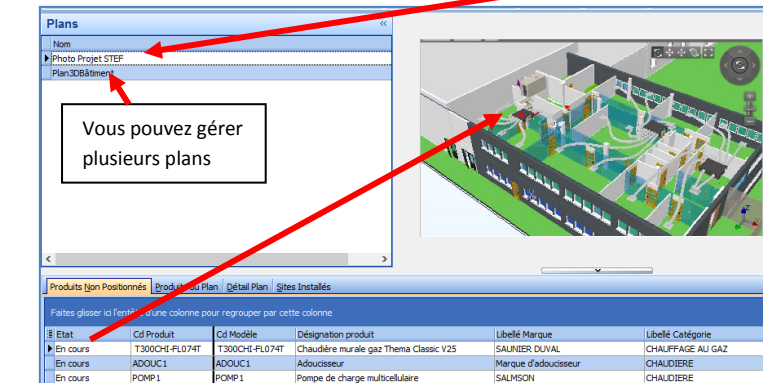 Plans
Nom
Photo Projet STEF
Plan3DBâtiment
Vous pouvez gérer
plusieurs plans
Produits Non Positionnés Produits du Plan Détail Plan Sites Installés
Faites glisser ici l'entête d'une colonne pour regrouper par cette colonne
Etat Cd Produit Cd Modèle Désignation produit Libellé Marque Libellé Catégorie
En cours T300CHI-FL074T T300CHI-FL074T Chaudière murale gaz Thema Classic V25 SAUNIER DUVAL CHAUFFAGE AU GAZ
En cours ADOUC1 ADOUC1 Adoucisseur Marque d'adoucisseur CHAUDIERE
En cours POMP1 POMP1 Pompe de charge multicellulaire SALMSON CHAUDIERE